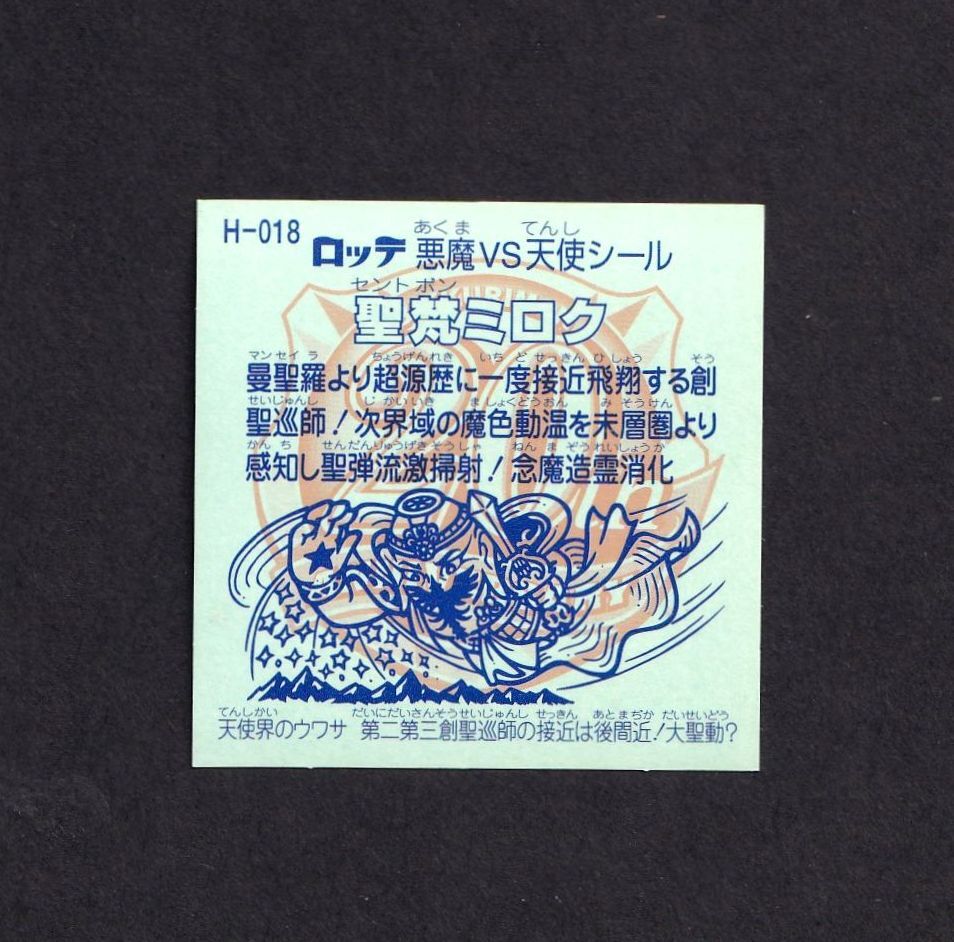 H-018
あくま てんし
ロッテ 悪魔VS天使シール
セント ボン
聖梵ミロク
マンセイラ ちょうげんれき いちど せっきん ひしょう そう
曼聖羅より超源歴に一度接近飛翔する創
せいじゅんし じかいいき ましょくどうおん みそうけん
聖巡師!次界域の魔色動温を未層圏より
かんち せんだんりゅうげきそうしゃ ねんまぞうれいしょうか
感知し聖弾流激掃射!念魔造霊消化
てんしかい だいにだいさんそうせいじゅんし せっきん あとまぢか だいせいどう
天使界のウワサ 第二第三創聖巡師の接近は後間近!大聖動?